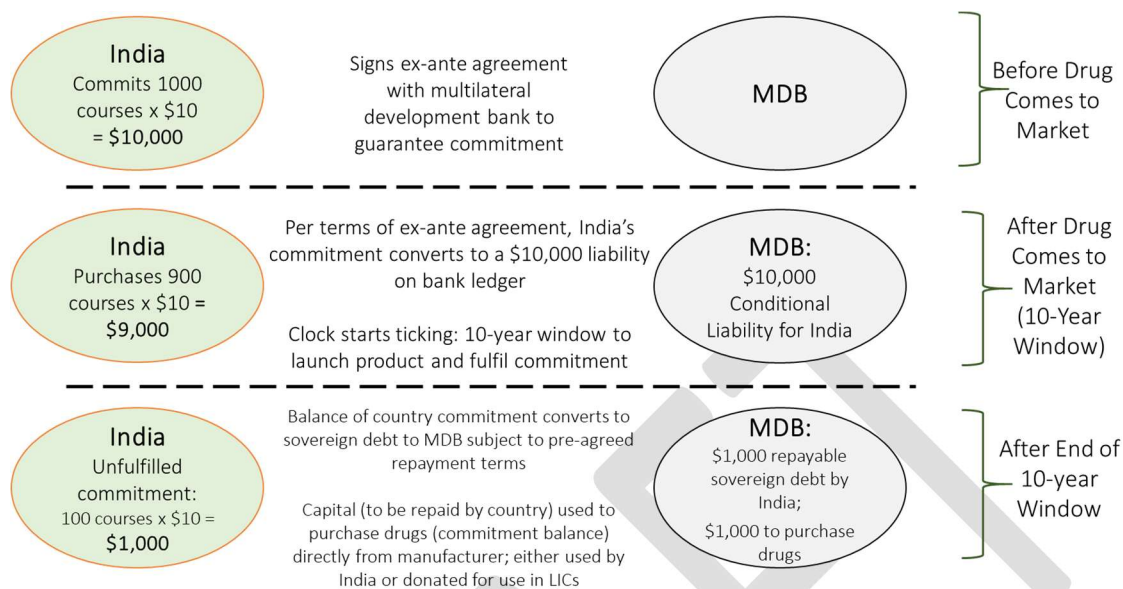 India
Commits 1000
courses x $10
= $10,000
Signs ex-ante agreement
with multilateral
development bank to
guarantee commitment
MDB
Before Drug
Comes to
Market
India
Purchases 900
courses x $10 =
$9,000
Per terms of ex-ante agreement, India's
commitment converts to a $10,000 liability
on bank ledger
Clock starts ticking: 10-year window to
launch product and fulfil commitment
MDB:
$10,000
Conditional
Liability for India
After Drug
Comes to
Market
(10-Year
Window)
India
Unfulfilled
commitment:
100 courses x $10 =
$1,000
Balance of country commitment converts to
sovereign debt to MDB subject to pre-agreed
repayment terms
Capital (to be repaid by country) used to
purchase drugs (commitment balance)
directly from manufacturer; either used by
India or donated for use in LICs
MDB:
$1,000 repayable
sovereign debt by
India;
$1,000 to purchase
drugs
After End of
10-year
Window